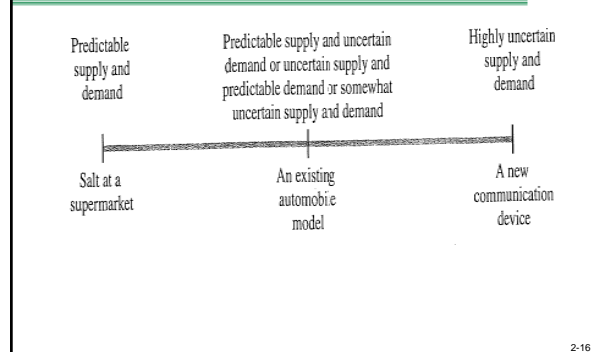 Predictable
supply and
demand
Predictable supply and uncertain
demand or uncertain supply and
predictable demand or somewhat
uncertain supply and demand
Highly uncertain
supply and
demand
Salt at a
supermarket
An existing
automobile
model
A new
communication
device
2-16